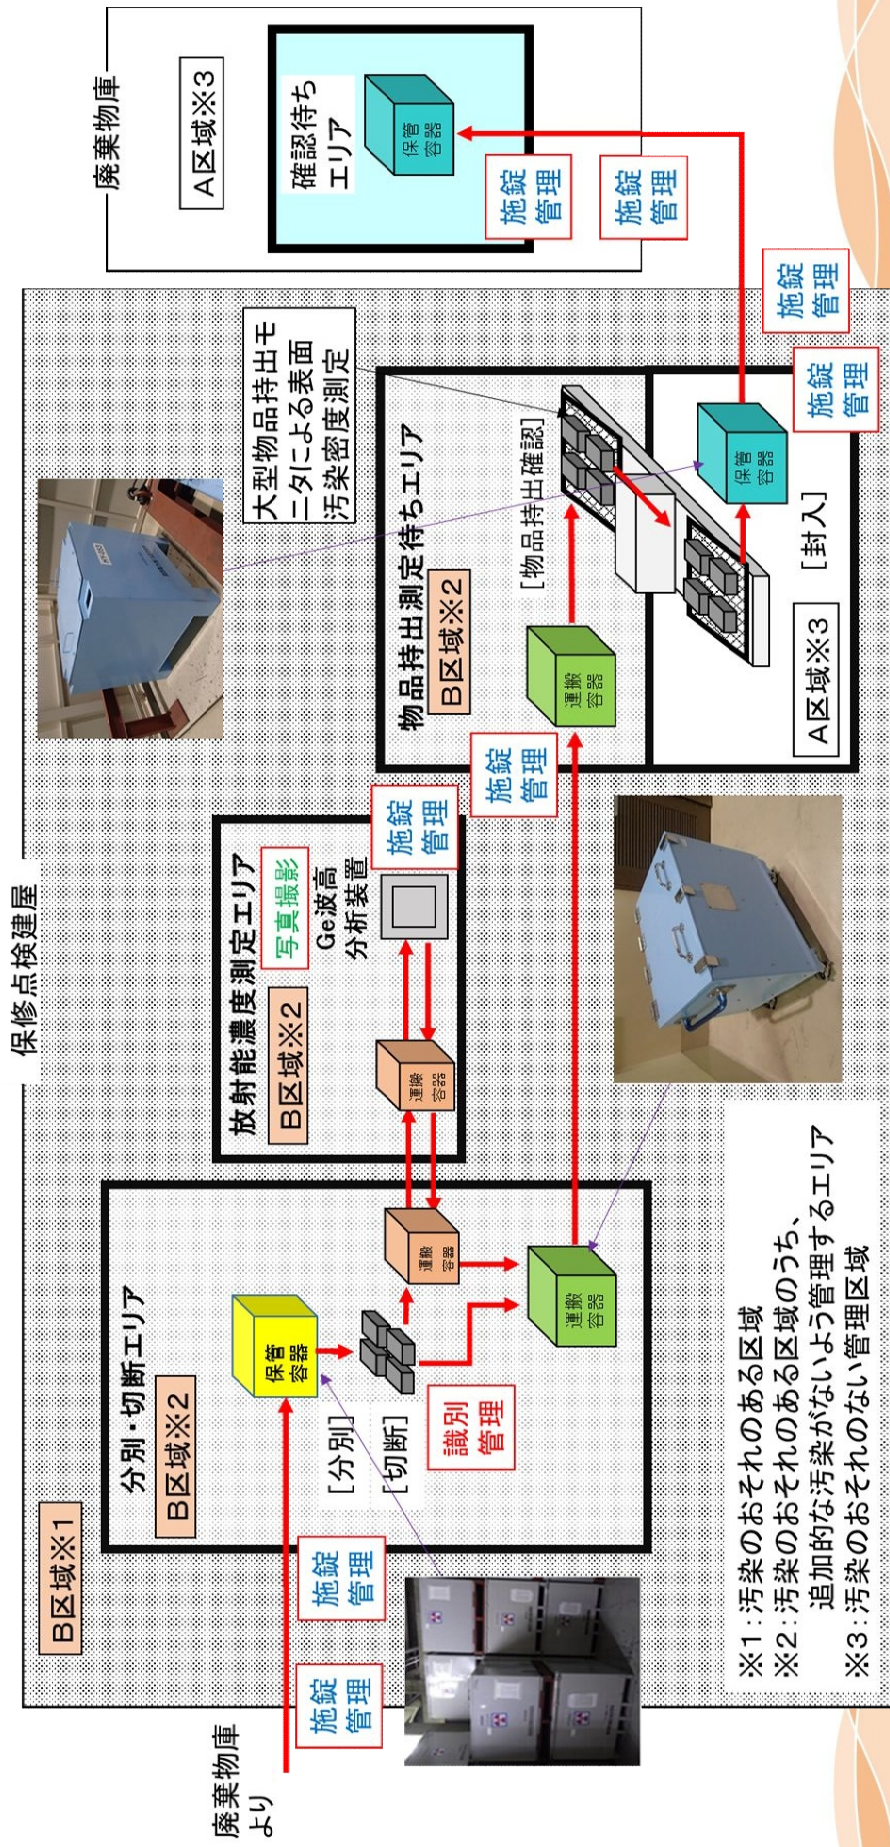 保修点検建屋
廃棄物庫
より
施錠
管理
B区域※1
施錠
管理
分別・切断エリア
B区域※2
保管
容器
[分別]
[切断]
識別
管理
運搬
容器
運搬
容器
放射能濃度測定エリア
B区域※2
写真撮影
Ge波高
分析装置
運搬
容器
施錠
管理
施錠
管理
物品持出測定待ちエリア
B区域※2
運搬
容器
[物品持出確認]
大型物品持出モ
ニタによる表面
汚染密度測定
A区域※3
[封入]
保管
容器
施錠
管理
施錠
管理
廃棄物庫
A区域※3
確認待ち
エリア
保管
容器
施錠
管理
施錠
管理
※1:汚染のおそれのある区域
※2:汚染のおそれのある区域のうち、
追加的な汚染がないよう管理するエリア
※3:汚染のおそれのない管理区域